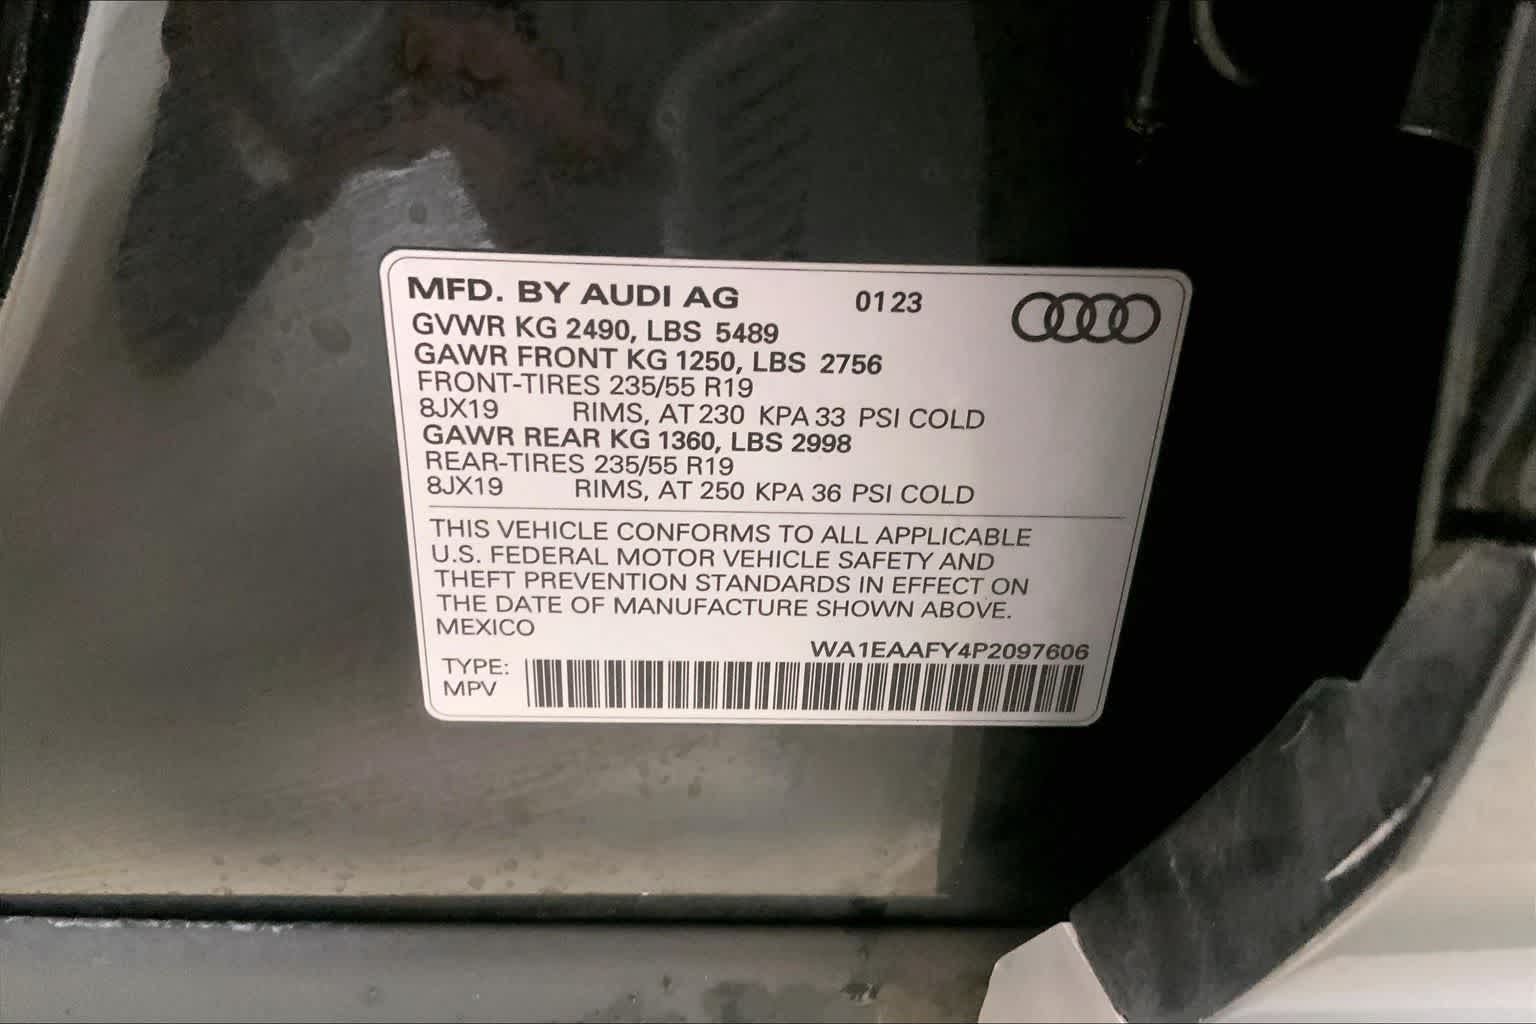 MFD. BY AUDI AG 0123
GVWR KG 2490, LBS 5489
GAWR FRONT KG 1250, LBS 2756
FRONT-TIRES 235/55 R19
8JX19 RIMS, AT 230 KPA 33 PSI COLD
GAWR REAR KG 1360, LBS 2998
REAR-TIRES 235/55 R19
8JX19 RIMS, AT 250 KPA 36 PSI COLD
THIS VEHICLE CONFORMS TO ALL APPLICABLE
U.S. FEDERAL MOTOR VEHICLE SAFETY AND
THEFT PREVENTION STANDARDS IN EFFECT ON
THE DATE OF MANUFACTURE SHOWN ABOVE.
MEXICO
WA1EAAFY4P2097606
TYPE:
MPV